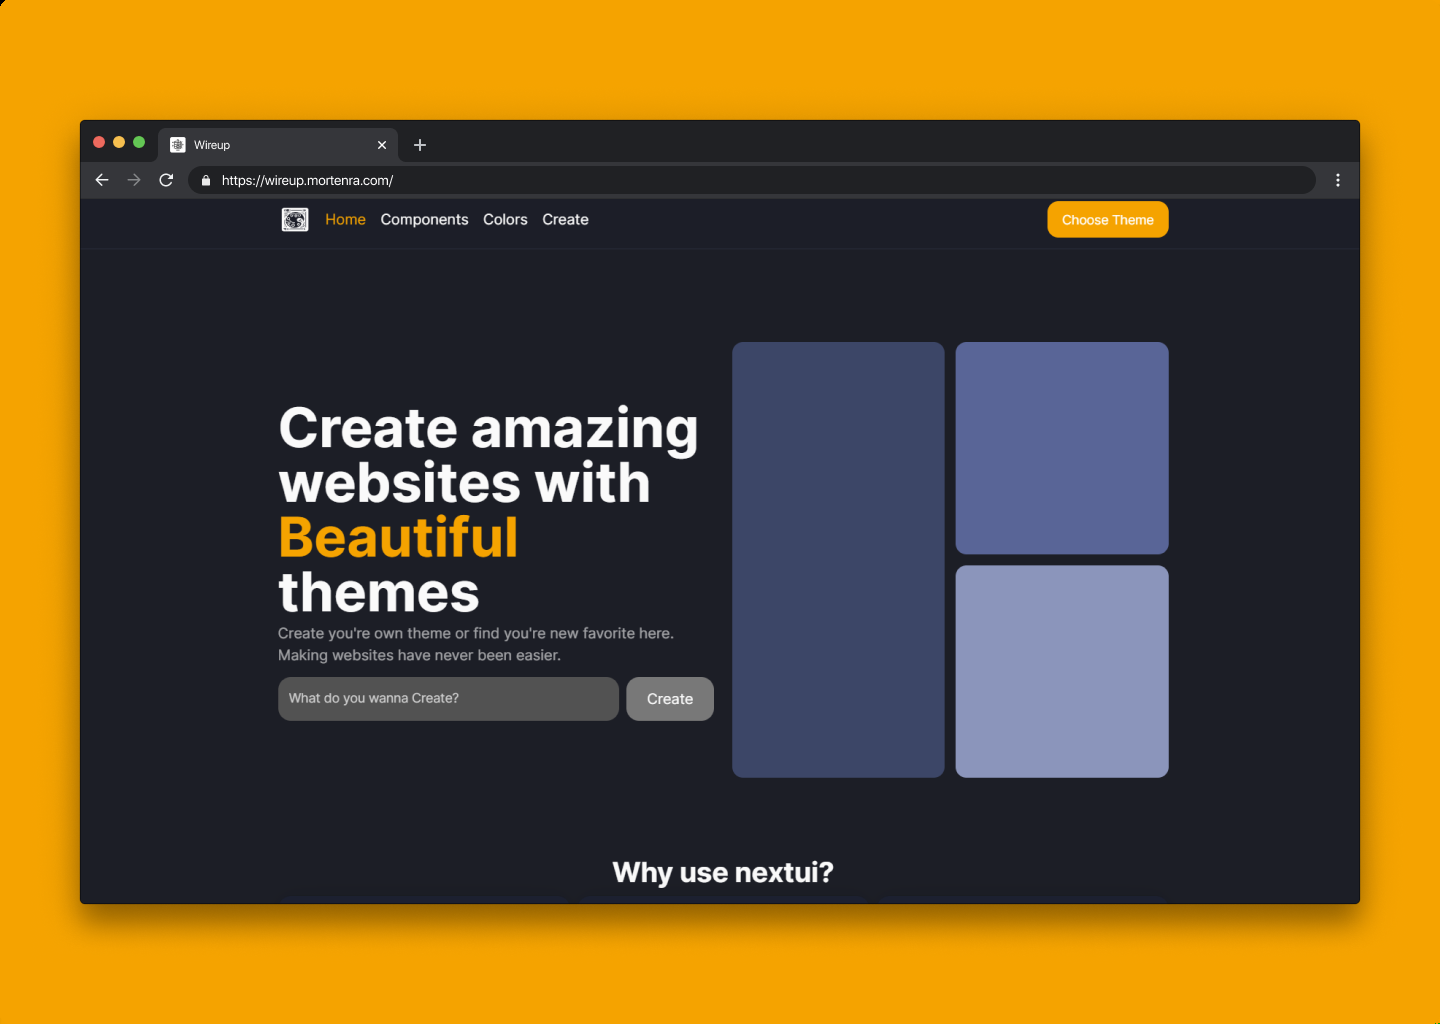 Wireup
https://wireup.mortenra.com/
Home Components Colors Create
Choose Theme
Create amazing
websites with
Beautiful
themes
Create you're own theme or find you're new favorite here.
Making websites have never been easier.
What do you wanna Create?
Create
Why use nextui?